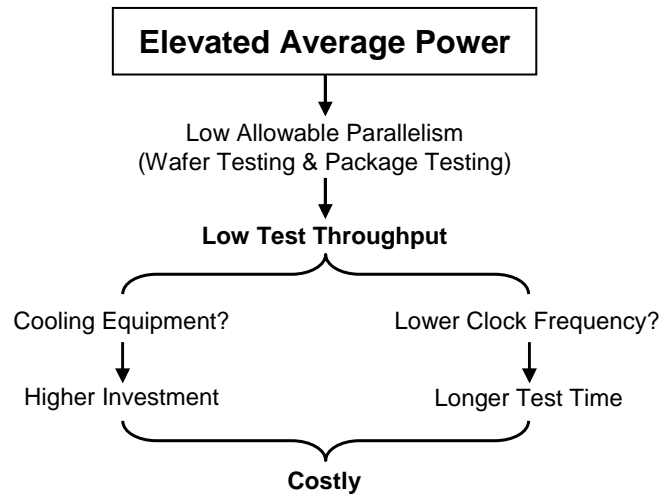 Elevated Average Power
Low Allowable Parallelism
(Wafer Testing & Package Testing)
Low Test Throughput
Cooling Equipment?
Lower Clock Frequency?
Higher Investment
Longer Test Time
Costly